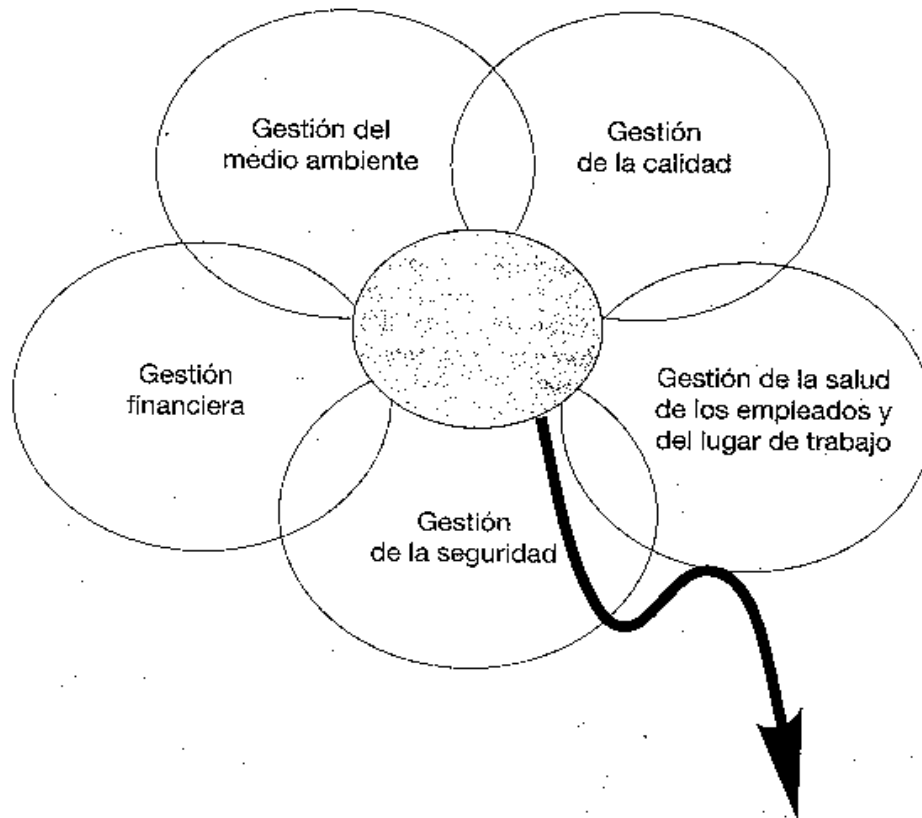 Gestión del
medio ambiente
Gestión
de la calidad
Gestión
financiera
Gestión de la salud
de los empleados y
del lugar de trabajo
Gestión
de la seguridad